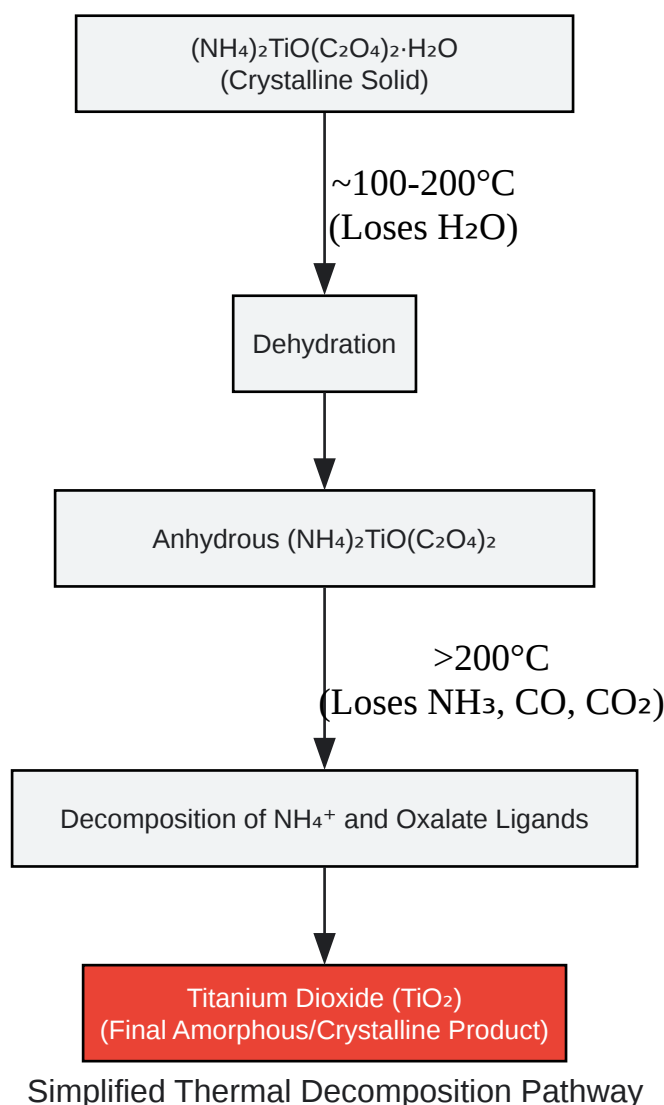 (NH₄)₂TiO(C₂O₄)₂·H₂O
(Crystalline Solid)
~100-200°C
(Loses H₂O)
Dehydration
Anhydrous (NH₄)₂TiO(C₂O₄)₂
>200°C
(Loses NH₃, CO, CO₂)
Decomposition of NH₄⁺ and Oxalate Ligands
Titanium Dioxide (TiO₂)
(Final Amorphous/Crystalline Product)
Simplified Thermal Decomposition Pathway